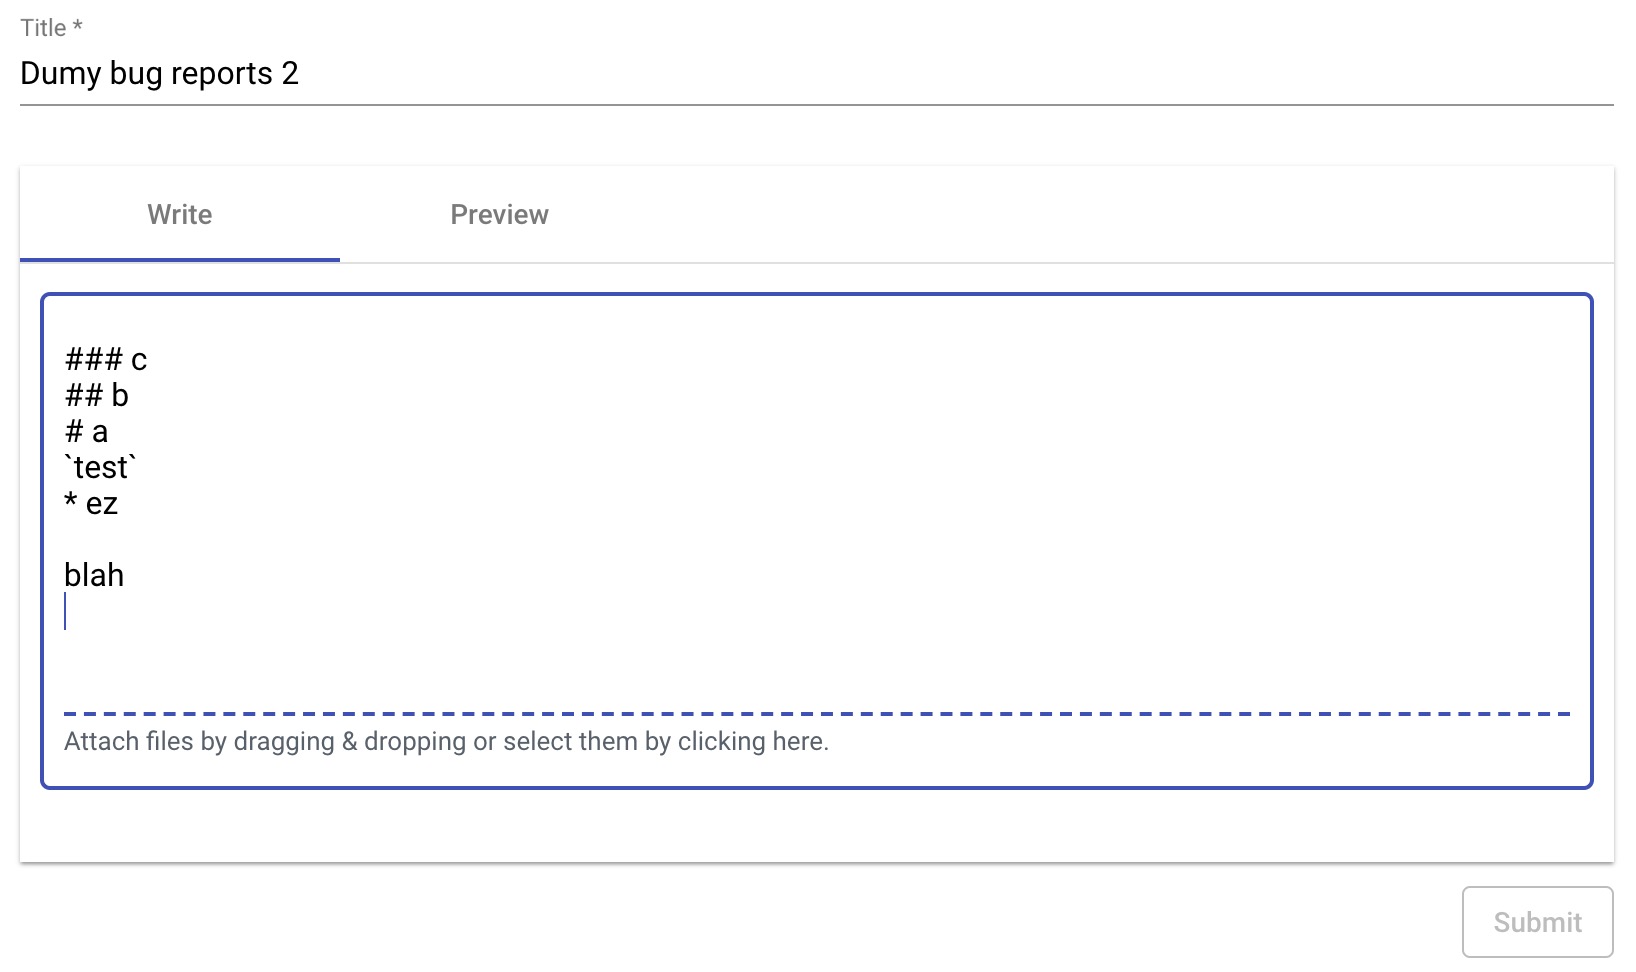 Title *
Dumy bug reports 2
Write Preview
### c
## b
# a
`test`
* ez
blah
Attach files by dragging & dropping or select them by clicking here.
Submit